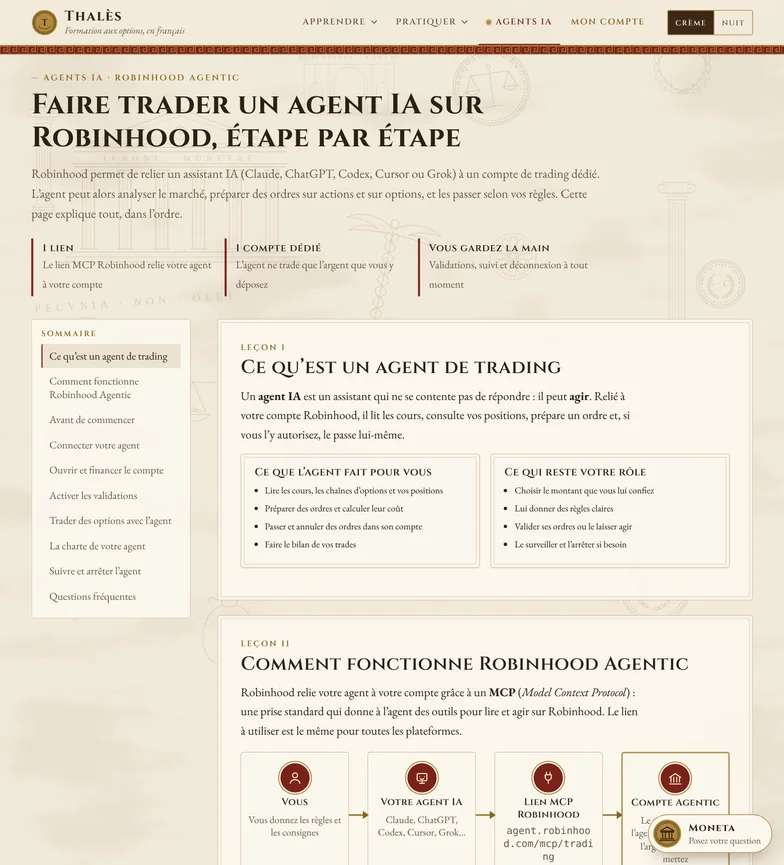 THALÈS
Formation aux options, en français
APPRENDRE
PRATIQUER
AGENTS IA
MON COMPTE
CRÈME
NUIT
— AGENTS IA · ROBINHOOD AGENTIC
FAIRE TRADER UN AGENT IA SUR
ROBINHOOD, ÉTAPE PAR ÉTAPE
Robinhood permet de relier un assistant IA (Claude, ChatGPT, Codex, Cursor ou Grok) à un compte de trading dédié.
L'agent peut alors analyser le marché, préparer des ordres sur actions et sur options, et les passer selon vos règles. Cette
page explique tout, dans l'ordre.
1 LIEN
Le lien MCP Robinhood relie votre agent
à votre compte
1 COMPTE DÉDIÉ
L'agent ne trade que l'argent que vous y
déposez
VOUS GARDEZ LA MAIN
Validations, suivi et déconnexion à tout
moment
PECVNIA · NON · OLET
SOMMAIRE
Ce qu'est un agent de trading
Comment fonctionne
Robinhood Agentic
Avant de commencer
Connecter votre agent
Ouvrir et financer le compte
Activer les validations
Trader des options avec l'agent
La charte de votre agent
Suivre et arrêter l'agent
Questions fréquentes
LEÇON I
CE QU'EST UN AGENT DE TRADING
Un agent IA est un assistant qui ne se contente pas de répondre : il peut agir. Relié à
votre compte Robinhood, il lit les cours, consulte vos positions, prépare un ordre et, si
vous l'y autorisez, le passe lui-même.
CE QUE L'AGENT FAIT POUR VOUS
Lire les cours, les chaînes d'options et vos positions
Préparer des ordres et calculer leur coût
Passer et annuler des ordres dans son compte
Faire le bilan de vos trades
CE QUI RESTE VOTRE RÔLE
Choisir le montant que vous lui confiez
Lui donner des règles claires
Valider ses ordres ou le laisser agir
Le surveiller et l'arrêter si besoin
LEÇON II
COMMENT FONCTIONNE ROBINHOOD AGENTIC
Robinhood relie votre agent à votre compte grâce à un MCP (Model Context Protocol) :
une prise standard qui donne à l'agent des outils pour lire et agir sur Robinhood. Le lien
à utiliser est le même pour toutes les plateformes.
VOUS
Vous donnez les règles et
les consignes
VOTRE AGENT IA
Claude, ChatGPT,
Codex, Cursor, Grok…
LIEN MCP
ROBINHOOD
agent.robinhoo
d.com/mcp/tradi
ng
COMPTE AGENTIC
mettez
MONETA
Posez votre question